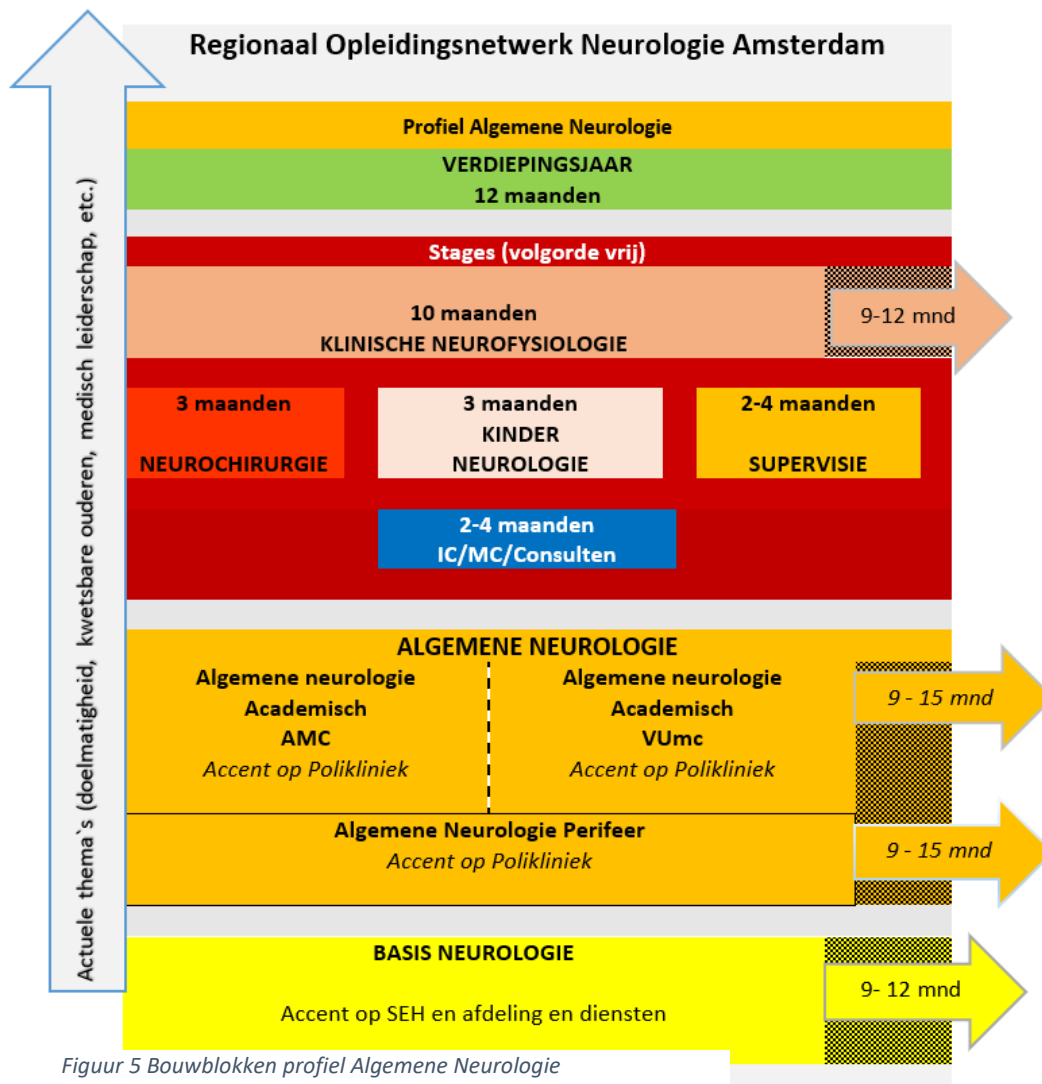 Regionaal Opleidingsnetwerk Neurologie Amsterdam
Profiel Algemene Neurologie
VERDIEPINGSJAAR
12 maanden
Stages (volgorde vrij)
10 maanden
KLINISCHE NEUROFYSIOLOGIE
9-12 mnd
3 maanden
NEUROCHIRURGIE
3 maanden
KINDER
NEUROLOGIE
2-4 maanden
SUPERVISIE
2-4 maanden
IC/MC/Consulten
ALGEMENE NEUROLOGIE
Algemene neurologie
Academisch
AMC
Accent op Polikliniek
Algemene neurologie
Academisch
VUmc
Accent op Polikliniek
9 - 15 mnd
Algemene Neurologie Perifeer
Accent op Polikliniek
9 - 15 mnd
BASIS NEUROLOGIE
Accent op SEH en afdeling en diensten
9- 12 mnd
Actuele thema`s (doelmatigheid, kwetsbare ouderen, medisch leiderschap, etc.)
Figuur 5 Bouwblokken profiel Algemene Neurologie